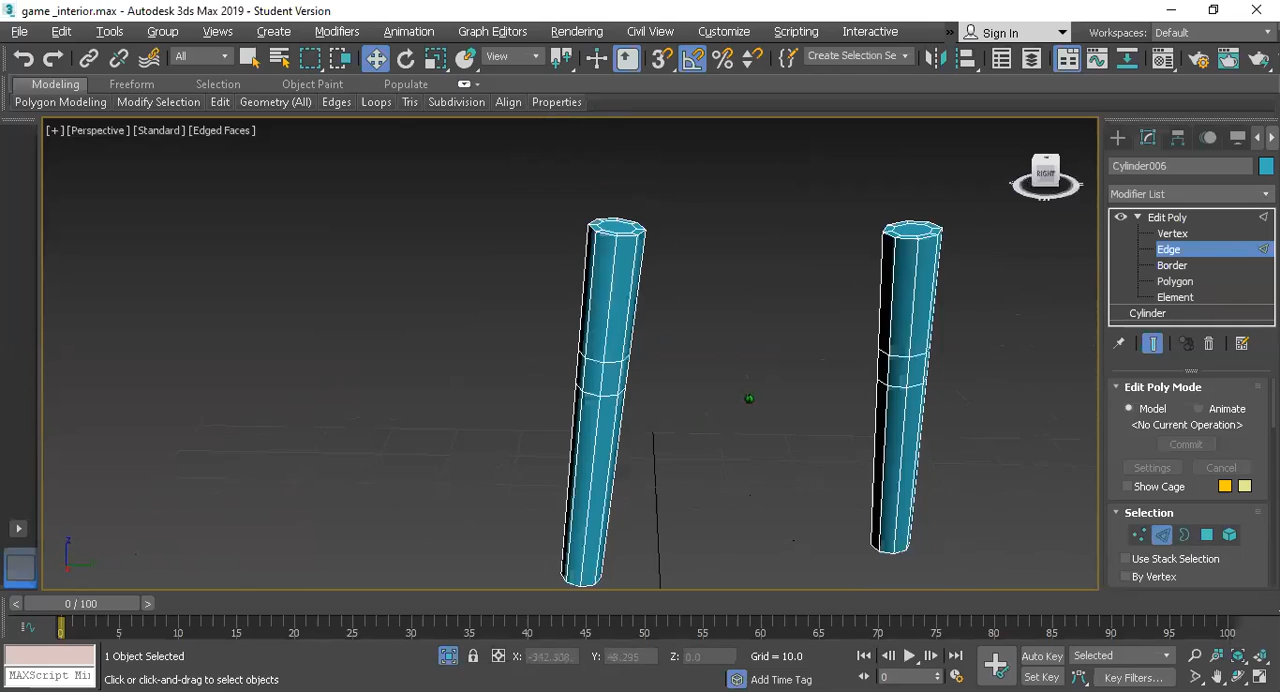 game _interior.max - Autodesk 3ds Max 2019 - Student Version
File Edit Tools Group Views Create Modifiers Animation Graph Editors Rendering Civil View Customize Scripting Interactive » Sign In Workspaces: Default
All View Create Selection Se
Modeling Freeform Selection Object Paint Populate
Polygon Modeling Modify Selection Edit Geometry (All) Edges Loops Tris Subdivision Align Properties
[+] [Perspective ] [Standard ] [Edged Faces ]
RIGHT
Cylinder006
Modifier List
Edit Poly
Vertex
Edge
Border
Polygon
Element
Cylinder
Edit Poly Mode
Model Animate
<No Current Operation>
Commit
Settings Cancel
Show Cage
Selection
Use Stack Selection
By Vertex
z
< 0 / 100 >
0 5 10 15 20 25 30 35 40 45 50 55 60 65 70 75 80 85 90 95 100
1 Object Selected X: -342.308 Y: 48.295 Z: 0.0 Grid = 10.0 Auto Key Selected
MAXScript Mi Click or click-and-drag to select objects Add Time Tag 0 Set Key Key Filters...